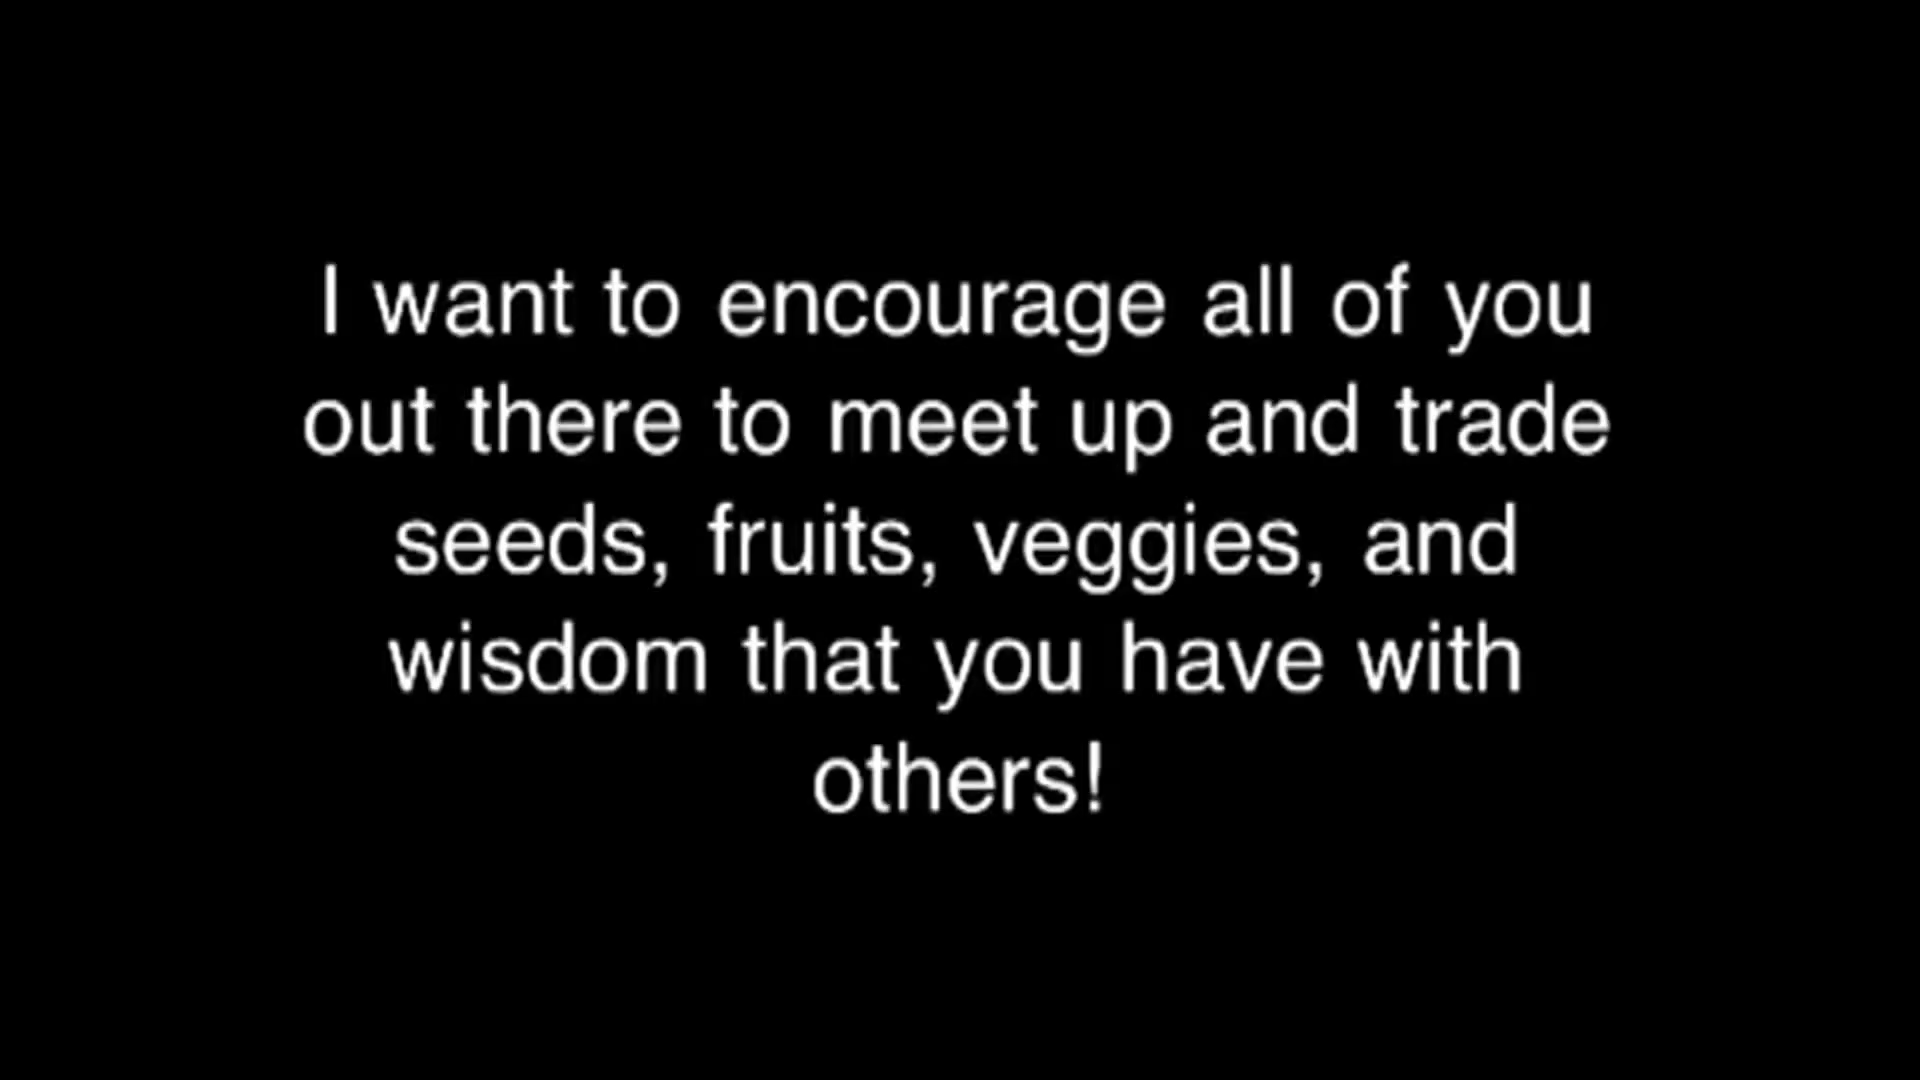 I want to encourage all of you
out there to meet up and trade
seeds, fruits, veggies, and
wisdom that you have with
others!